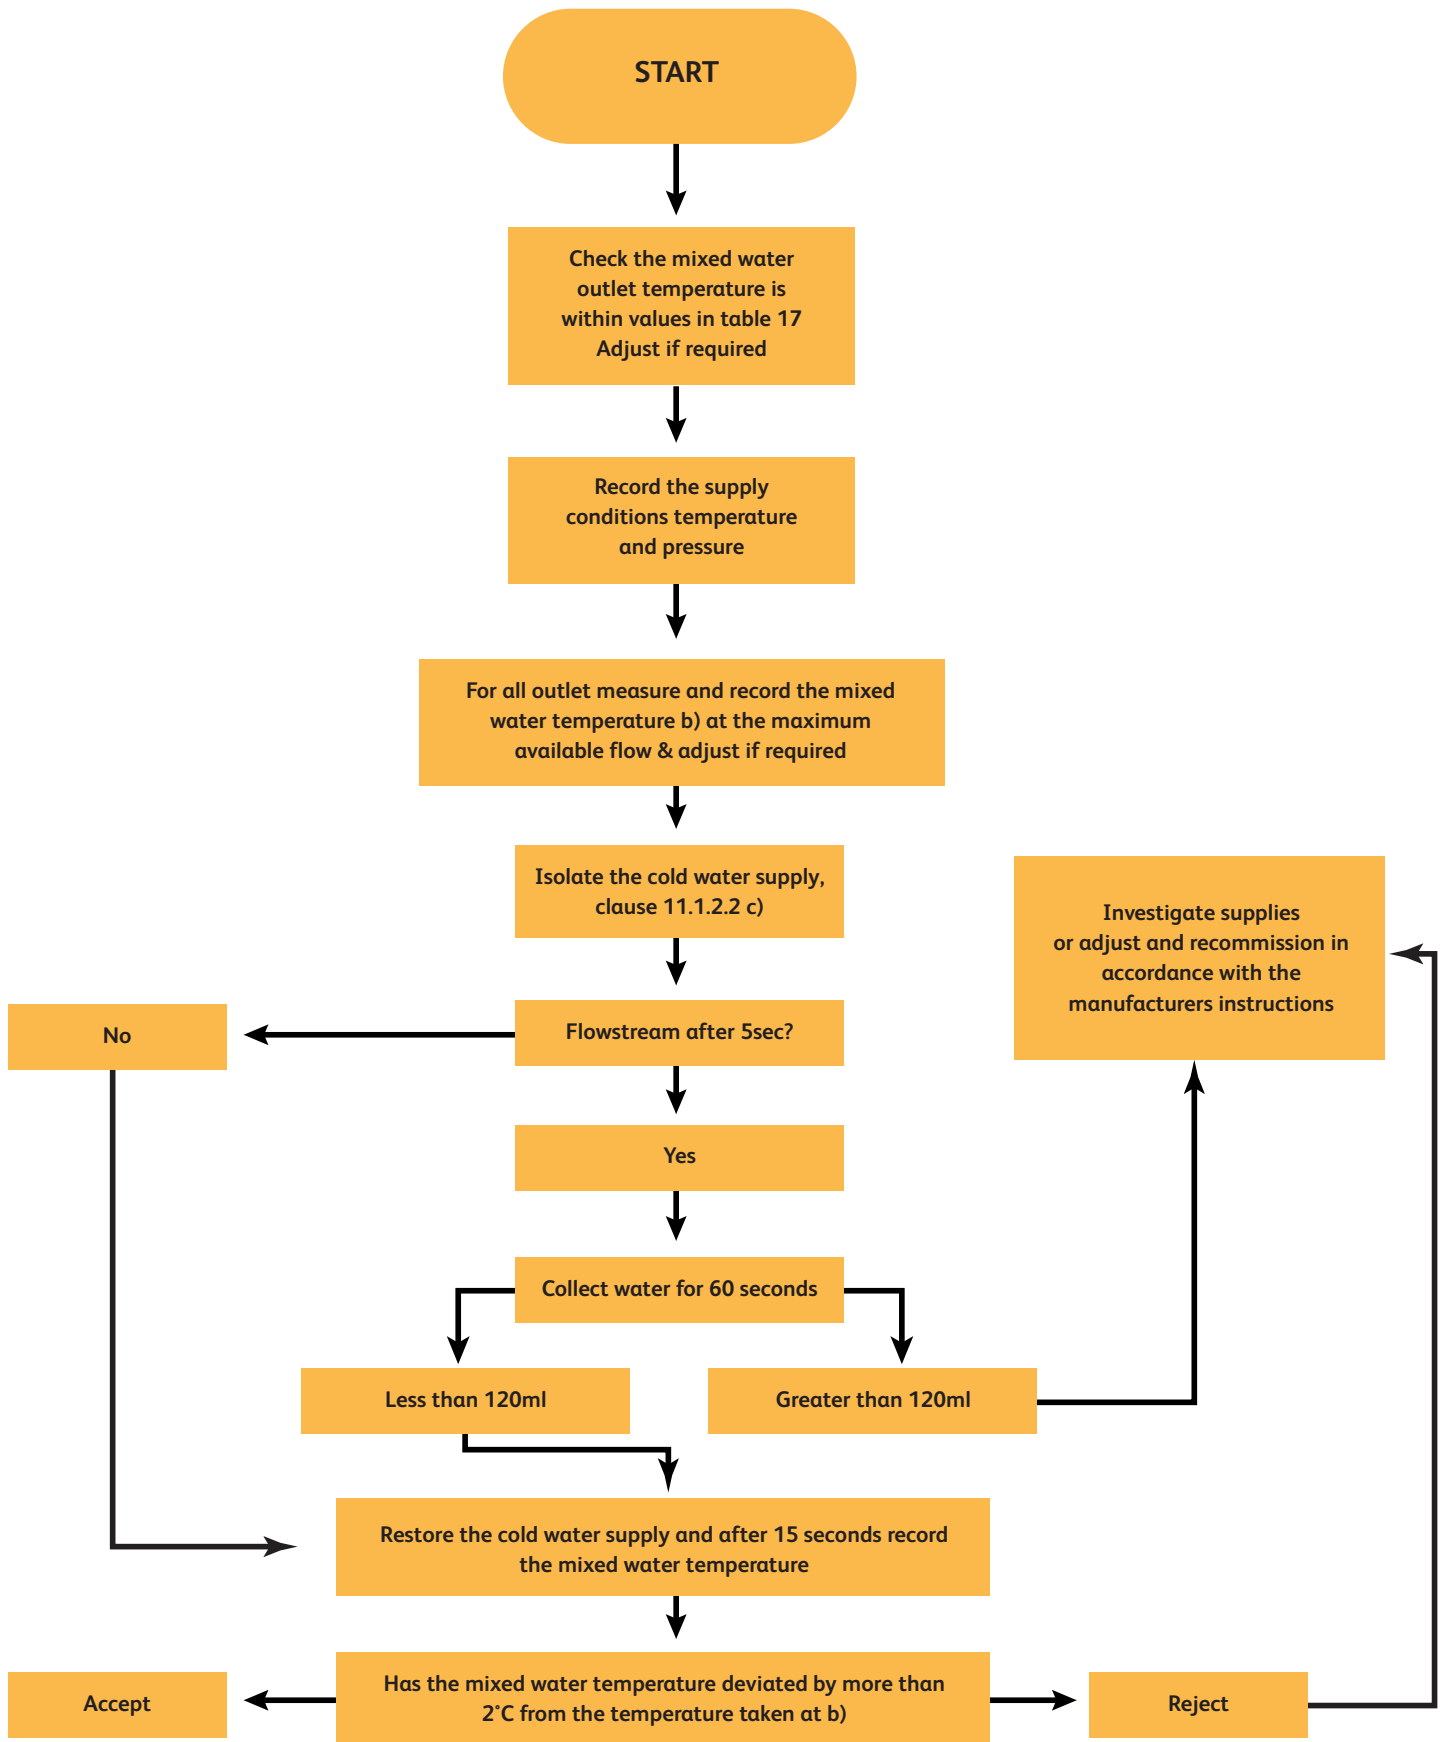 START
Check the mixed water
outlet temperature is
within values in table 17
Adjust if required
Record the supply
conditions temperature
and pressure
For all outlet measure and record the mixed
water temperature b) at the maximum
available flow & adjust if required
Isolate the cold water supply,
clause 11.1.2.2 c)
Investigate supplies
or adjust and recommission in
accordance with the
manufacturers instructions
No
Flowstream after 5sec?
Yes
Collect water for 60 seconds
Less than 120ml
Greater than 120ml
Restore the cold water supply and after 15 seconds record
the mixed water temperature
Accept
Has the mixed water temperature deviated by more than
2°C from the temperature taken at b)
Reject